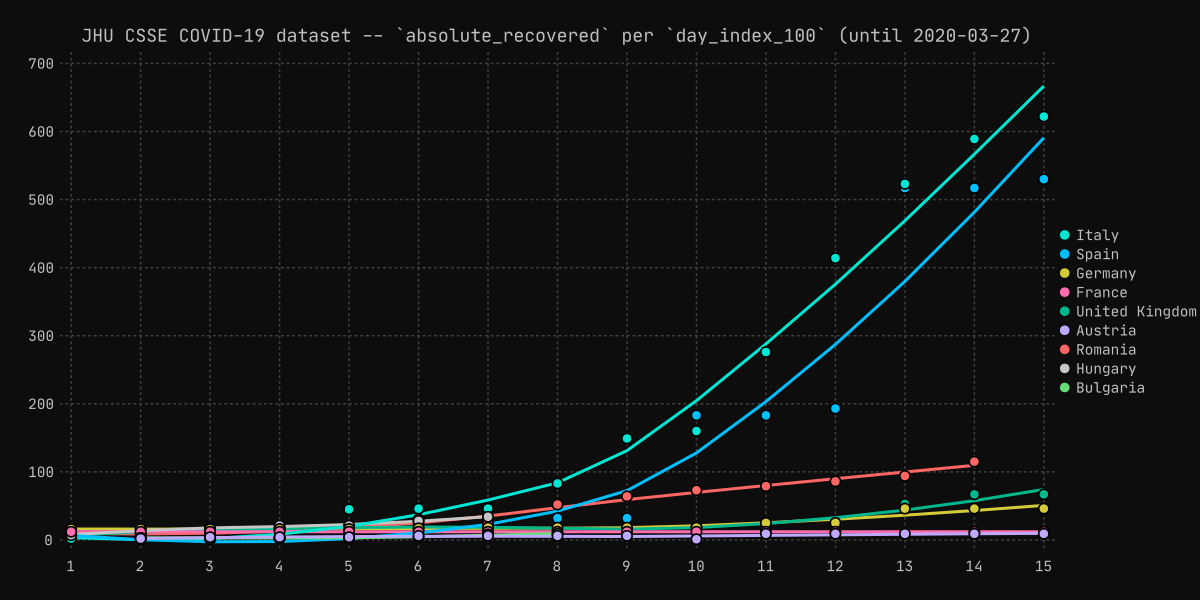 JHU CSSE COVID-19 dataset -- `absolute_recovered` per `day_index_100` (until 2020-03-27)
700
600
500
400
300
200
100
0
1 2 3 4 5 6 7 8 9 10 11 12 13 14 15
Italy
Spain
Germany
France
United Kingdom
Austria
Romania
Hungary
Bulgaria